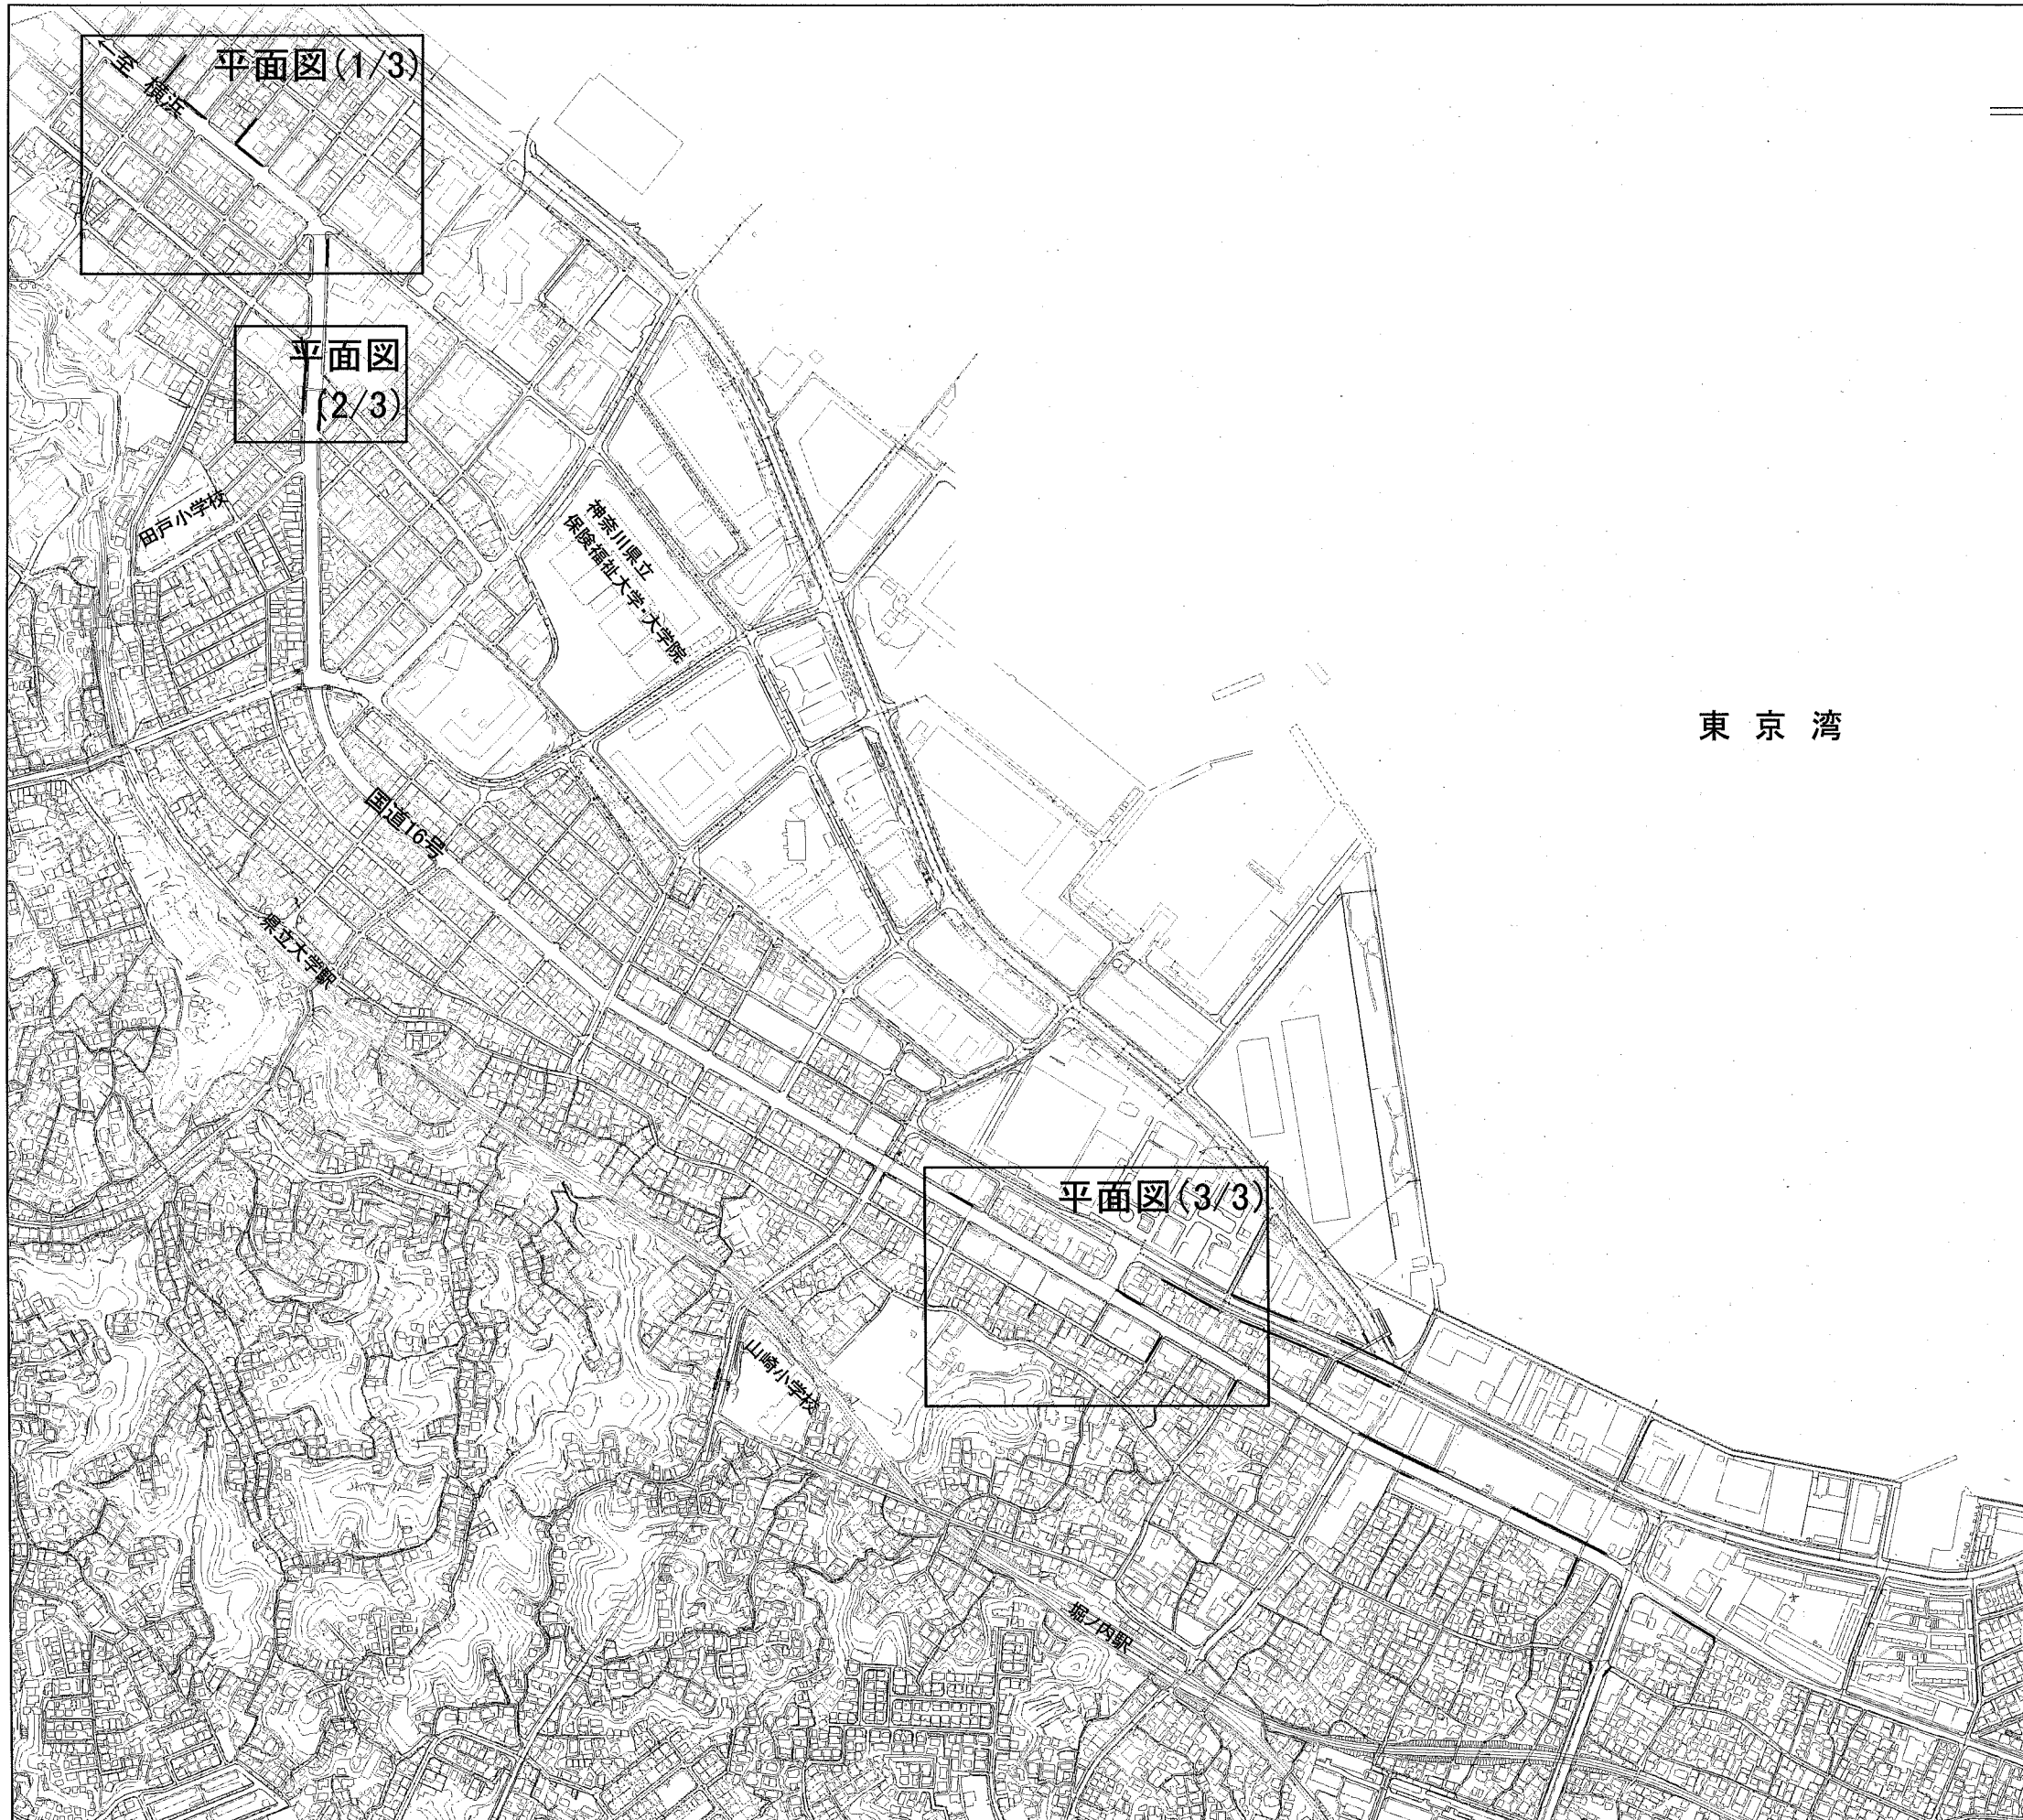 平面図(1/3)
←至 横浜
平面図
(2/3)
田戸小学校
神奈川県立
保険福祉大学・大学院
東京湾
国道16号
県立大学駅
平面図(3/3)
山崎小学校
堀ノ内駅